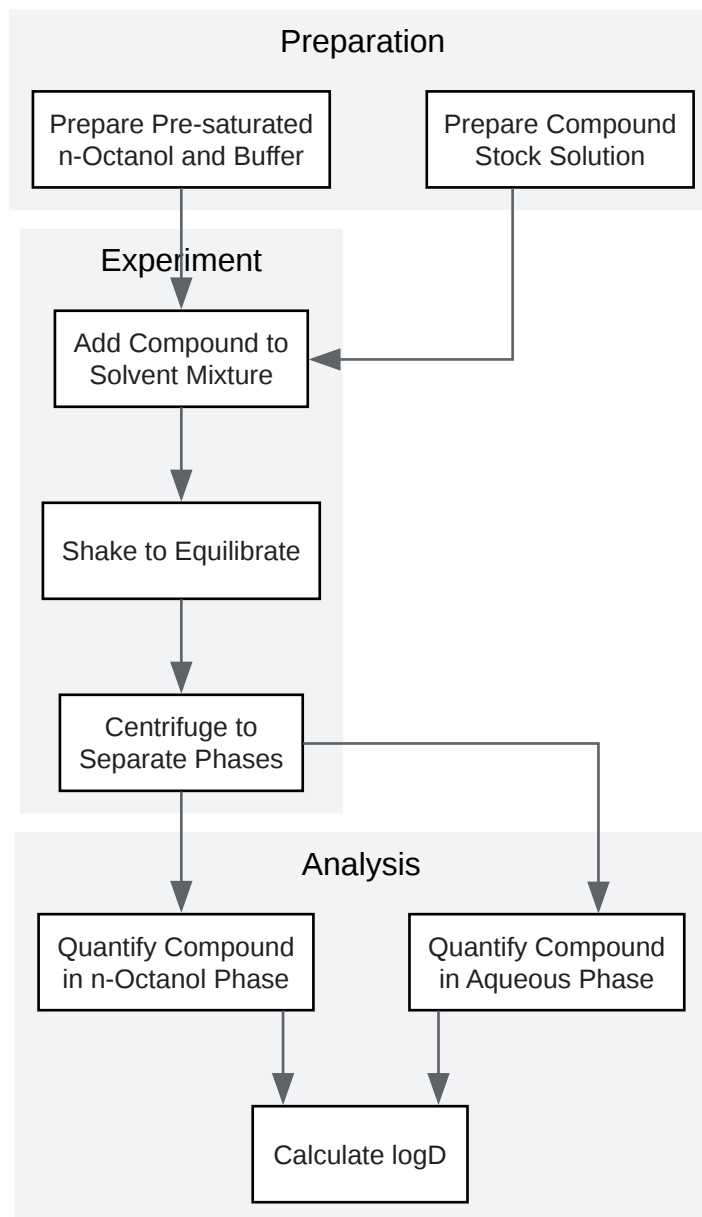 Preparation
Prepare Pre-saturated
n-Octanol and Buffer
Prepare Compound
Stock Solution
Experiment
Add Compound to
Solvent Mixture
Shake to Equilibrate
Centrifuge to
Separate Phases
Analysis
Quantify Compound
in n-Octanol Phase
Quantify Compound
in Aqueous Phase
Calculate logD